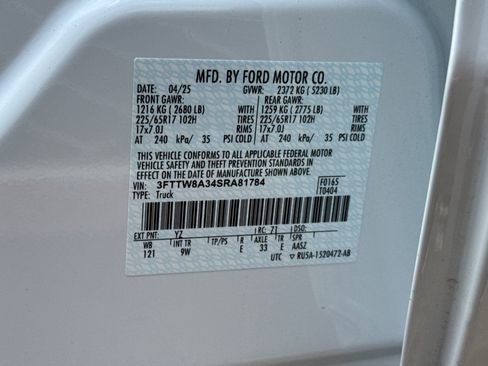 MFD. BY FORD MOTOR CO.
DATE: 04/25 GVWR: 2372 KG ( 5230 LB)
FRONT GAWR: REAR GAWR:
1216 KG ( 2680 LB) WITH 1259 KG ( 2775 LB) WITH
225/65R17 102H TIRES 225/65R17 102H TIRES
17x7.0J RIMS 17x7.0J RIMS
AT 240 kPa/ 35 PSI COLD AT 240 kPa/ 35 PSI COLD
THIS VEHICLE CONFORMS TO ALL APPLICABLE FEDERAL MOTOR
VEHICLE SAFETY AND THEFT PREVENTION STANDARDS IN
EFFECT ON THE DATE OF MANUFACTURE SHOWN ABOVE.
VIN: 3FTTW8A34SRA81784 F0165
TYPE: Truck T0404
EXT PNT: YZ RC: 71 DSO:
WB INT TR TP/PS R AXLE TR SPR
121 9W E 33 E AASZ
UTC ▽ RU5A-1520472-AB